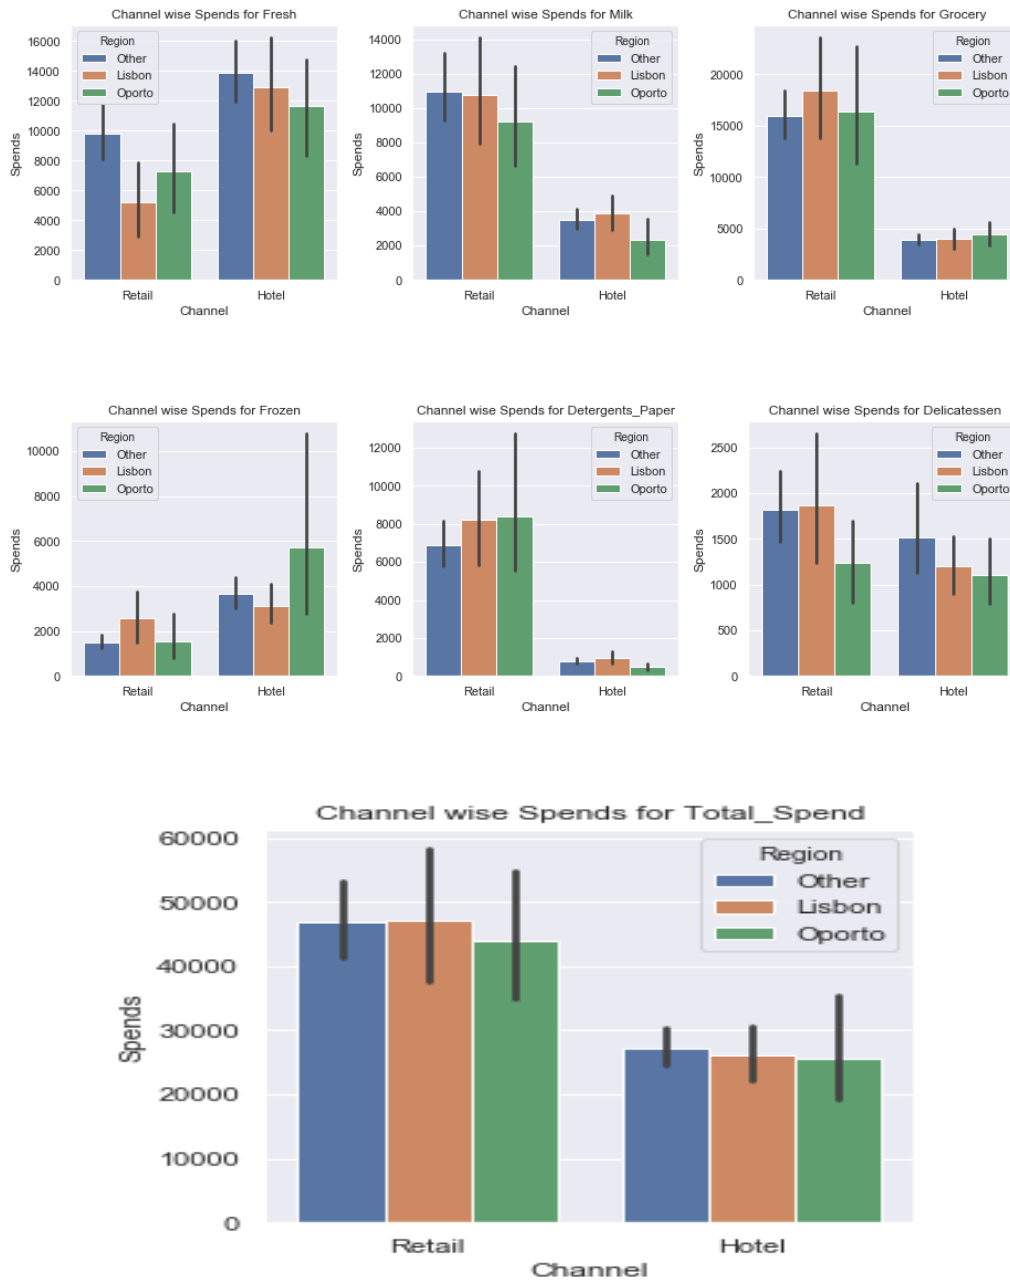 Channel wise Spends for Fresh
Spends
16000
14000
12000
10000
8000
6000
4000
2000
0
Region
Other
Lisbon
Oporto
Retail Hotel
Channel
Channel wise Spends for Milk
Spends
14000
12000
10000
8000
6000
4000
2000
0
Region
Other
Lisbon
Oporto
Retail Hotel
Channel
Channel wise Spends for Grocery
Spends
20000
15000
10000
5000
0
Region
Other
Lisbon
Oporto
Retail Hotel
Channel
Channel wise Spends for Frozen
Spends
10000
8000
6000
4000
2000
0
Region
Other
Lisbon
Oporto
Retail Hotel
Channel
Channel wise Spends for Detergents_Paper
Spends
12000
10000
8000
6000
4000
2000
0
Region
Other
Lisbon
Oporto
Retail Hotel
Channel
Channel wise Spends for Delicatessen
Spends
2500
2000
1500
1000
500
0
Region
Other
Lisbon
Oporto
Retail Hotel
Channel
Channel wise Spends for Total_Spend
Spends
60000
50000
40000
30000
20000
10000
0
Region
Other
Lisbon
Oporto
Retail Hotel
Channel